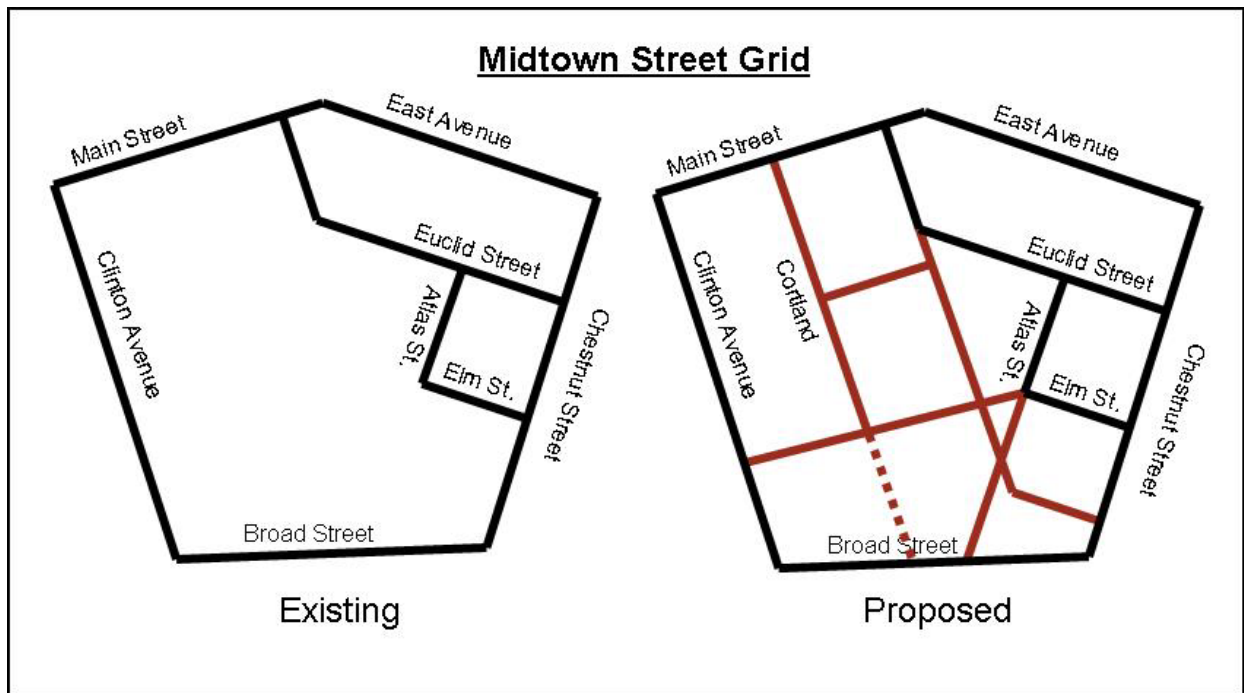 Midtown Street Grid
Main Street
East Avenue
Euclid Street
Clinton Avenue
Atlas St.
Elm St.
Chestnut Street
Broad Street
Existing
Main Street
East Avenue
Euclid Street
Clinton Avenue
Cortland
Atlas St.
Elm St.
Chestnut Street
Broad Street
Proposed